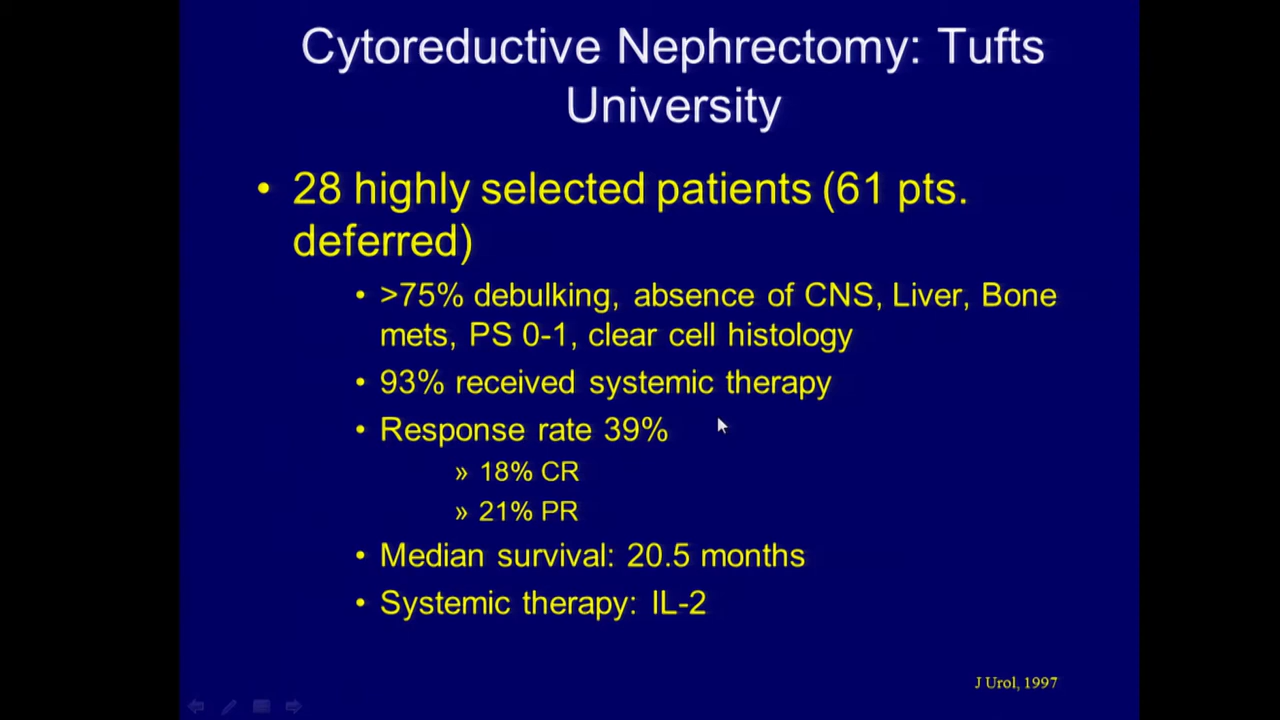 Cytoreductive Nephrectomy: Tufts
University
• 28 highly selected patients (61 pts.
deferred)
• >75% debulking, absence of CNS, Liver, Bone
mets, PS 0-1, clear cell histology
• 93% received systemic therapy
• Response rate 39%
» 18% CR
» 21% PR
• Median survival: 20.5 months
• Systemic therapy: IL-2
J Urol, 1997